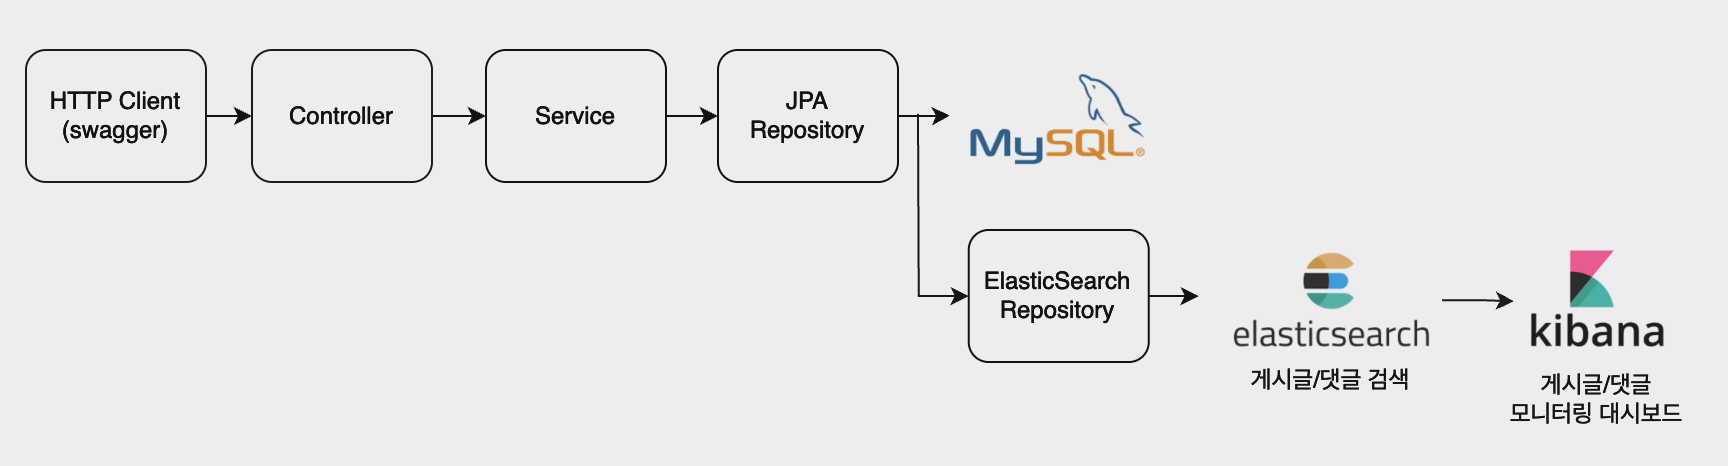 HTTP Client
(swagger)
Controller
Service
JPA
Repository
MySQL®
ElasticSearch
Repository
elasticsearch
게시글/댓글 검색
kibana
게시글/댓글
모니터링 대시보드